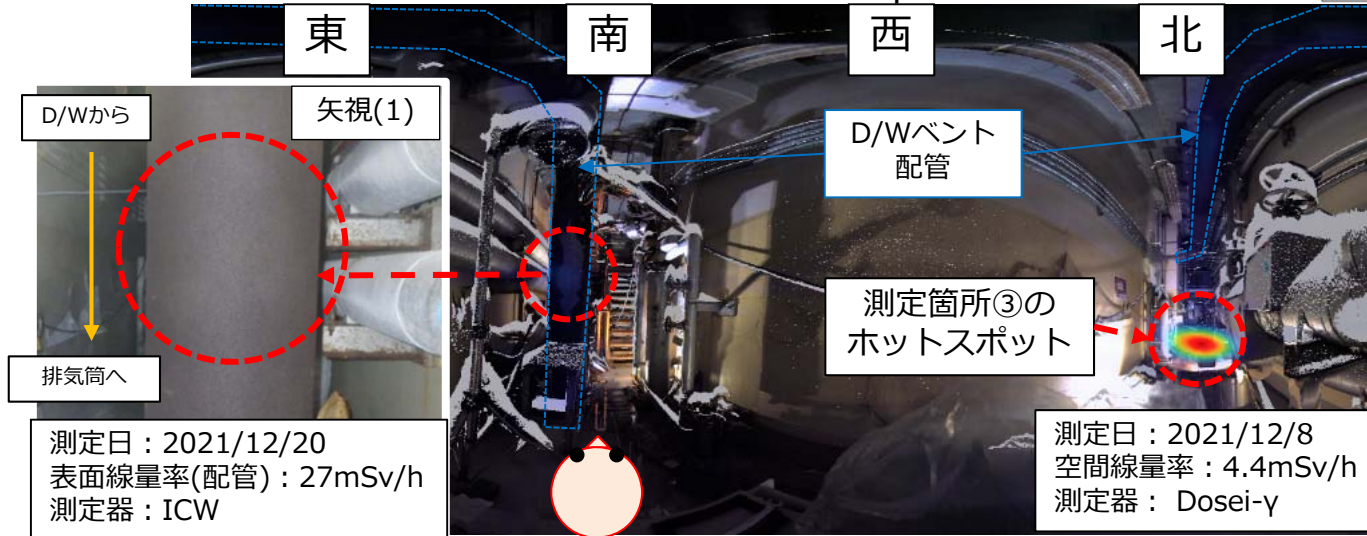 東
南
西
北
D/Wから
矢視(1)
D/Wベント
配管
測定箇所③の
ホットスポット
排気筒へ
測定日：2021/12/20
表面線量率(配管)：27mSv/h
測定器：ICW
測定日：2021/12/8
空間線量率：4.4mSv/h
測定器： Dosei-γ